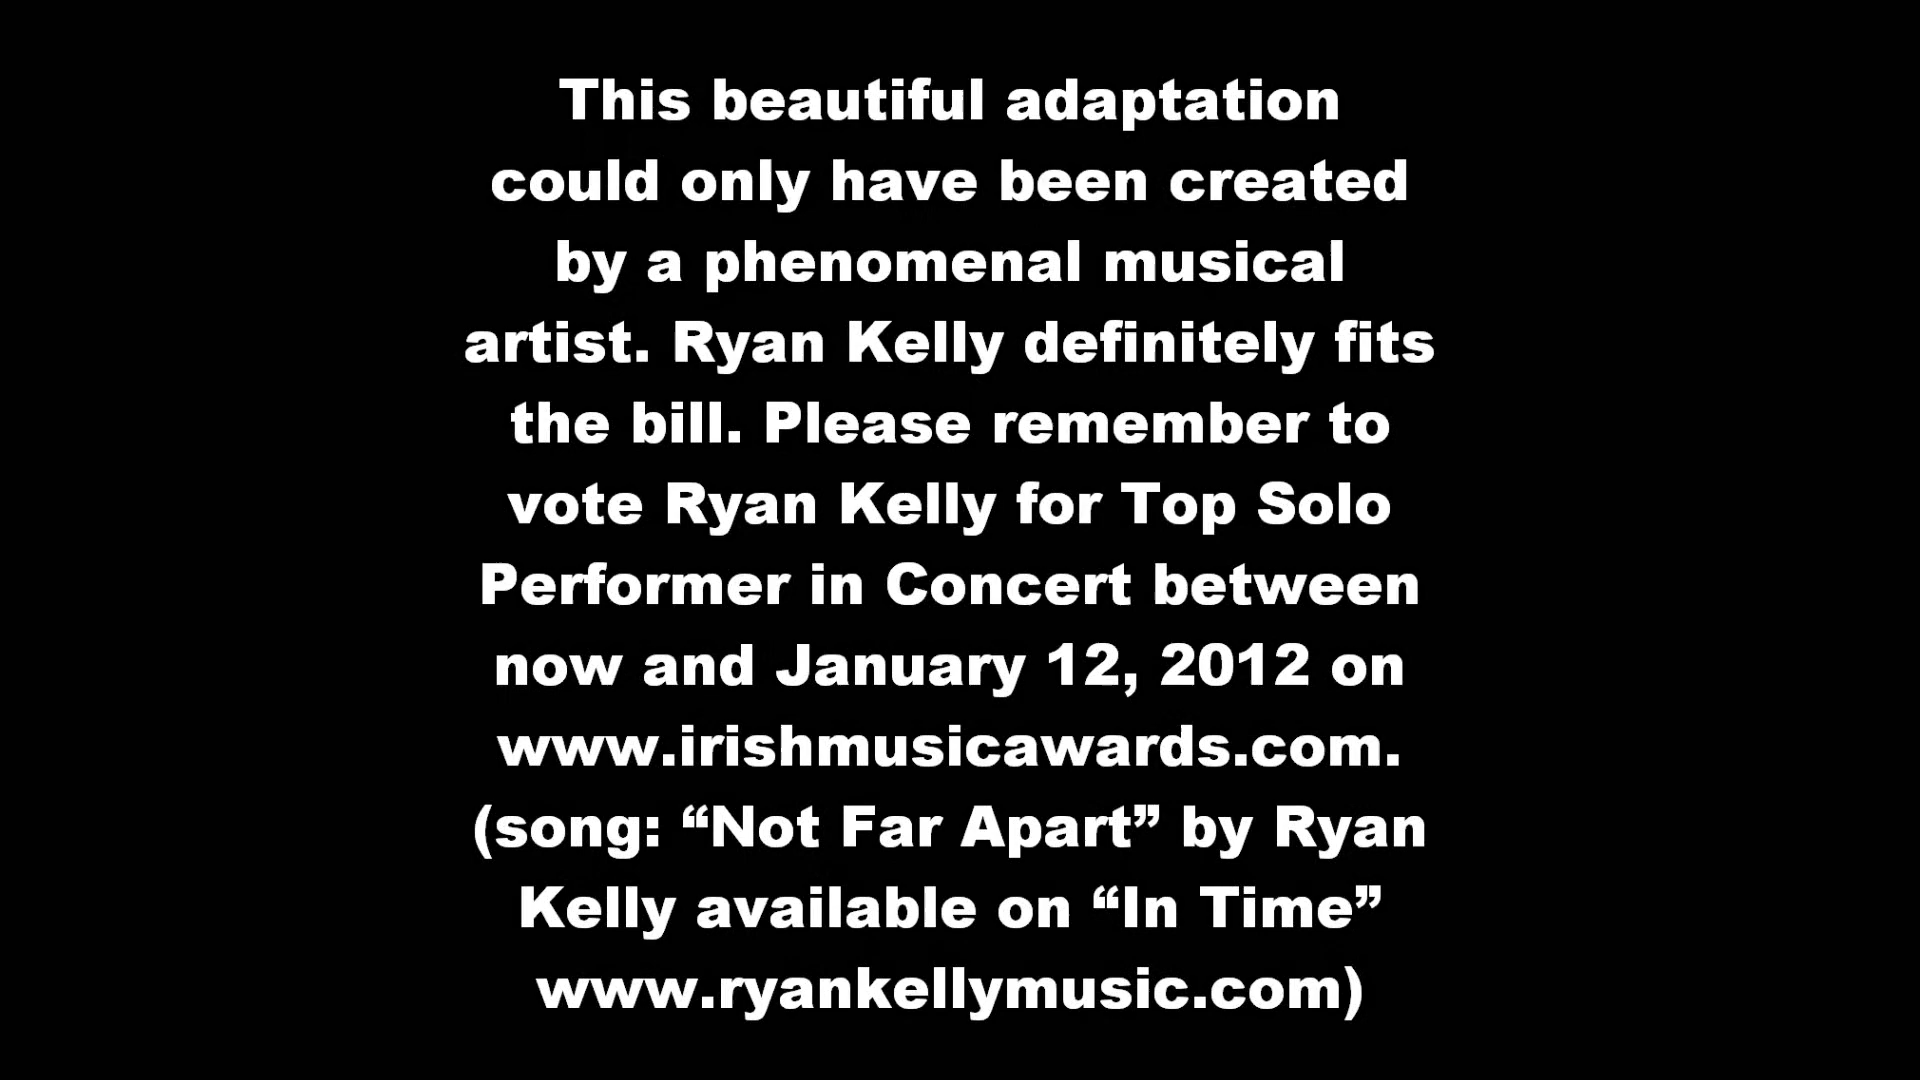 This beautiful adaptation
could only have been created
by a phenomenal musical
artist. Ryan Kelly definitely fits
the bill. Please remember to
vote Ryan Kelly for Top Solo
Performer in Concert between
now and January 12, 2012 on
www.irishmusicawards.com.
(song: “Not Far Apart” by Ryan
Kelly available on “In Time”
www.ryankellymusic.com)